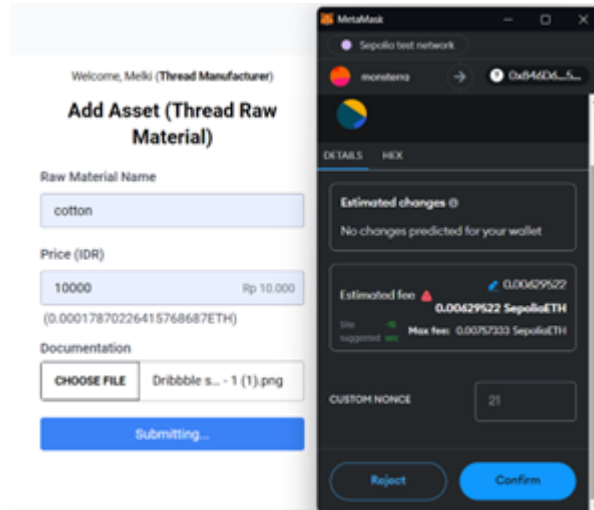 Welcome, Melki (Thread Manufacturer)
Add Asset (Thread Raw
Material)
Raw Material Name
cotton
Price (IDR)
10000 Rp 10.000
(0.00017870226415768687ETH)
Documentation
CHOOSE FILE Dribbble s... - 1 (1).png
Submitting...
MetaMask
Sepolia test network
monsterra 0x846D6...5...
DETAILS HEX
Estimated changes
No changes predicted for your wallet
0.00629522
Estimated fee 0.00629522 SepoliaETH
Site suggested ~15 sec Max fee: 0.00757333 SepoliaETH
CUSTOM NONCE 21
Reject Confirm